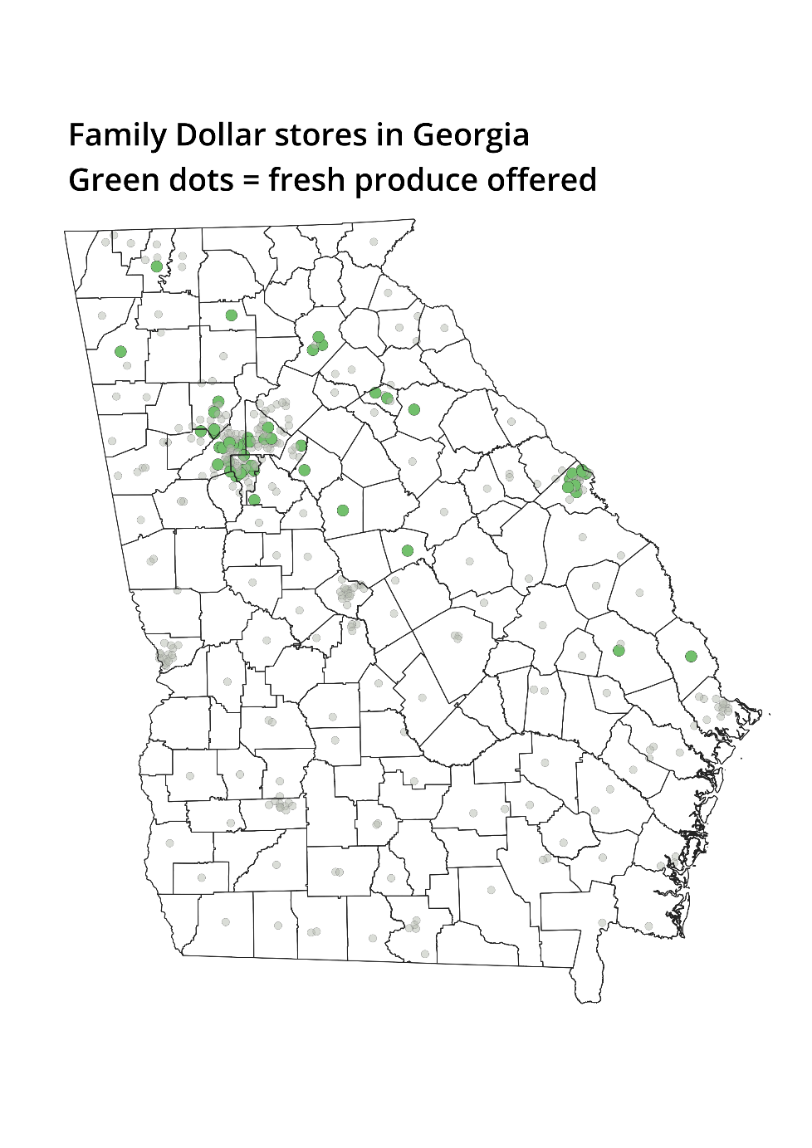 Family Dollar stores in Georgia
Green dots = fresh produce offered